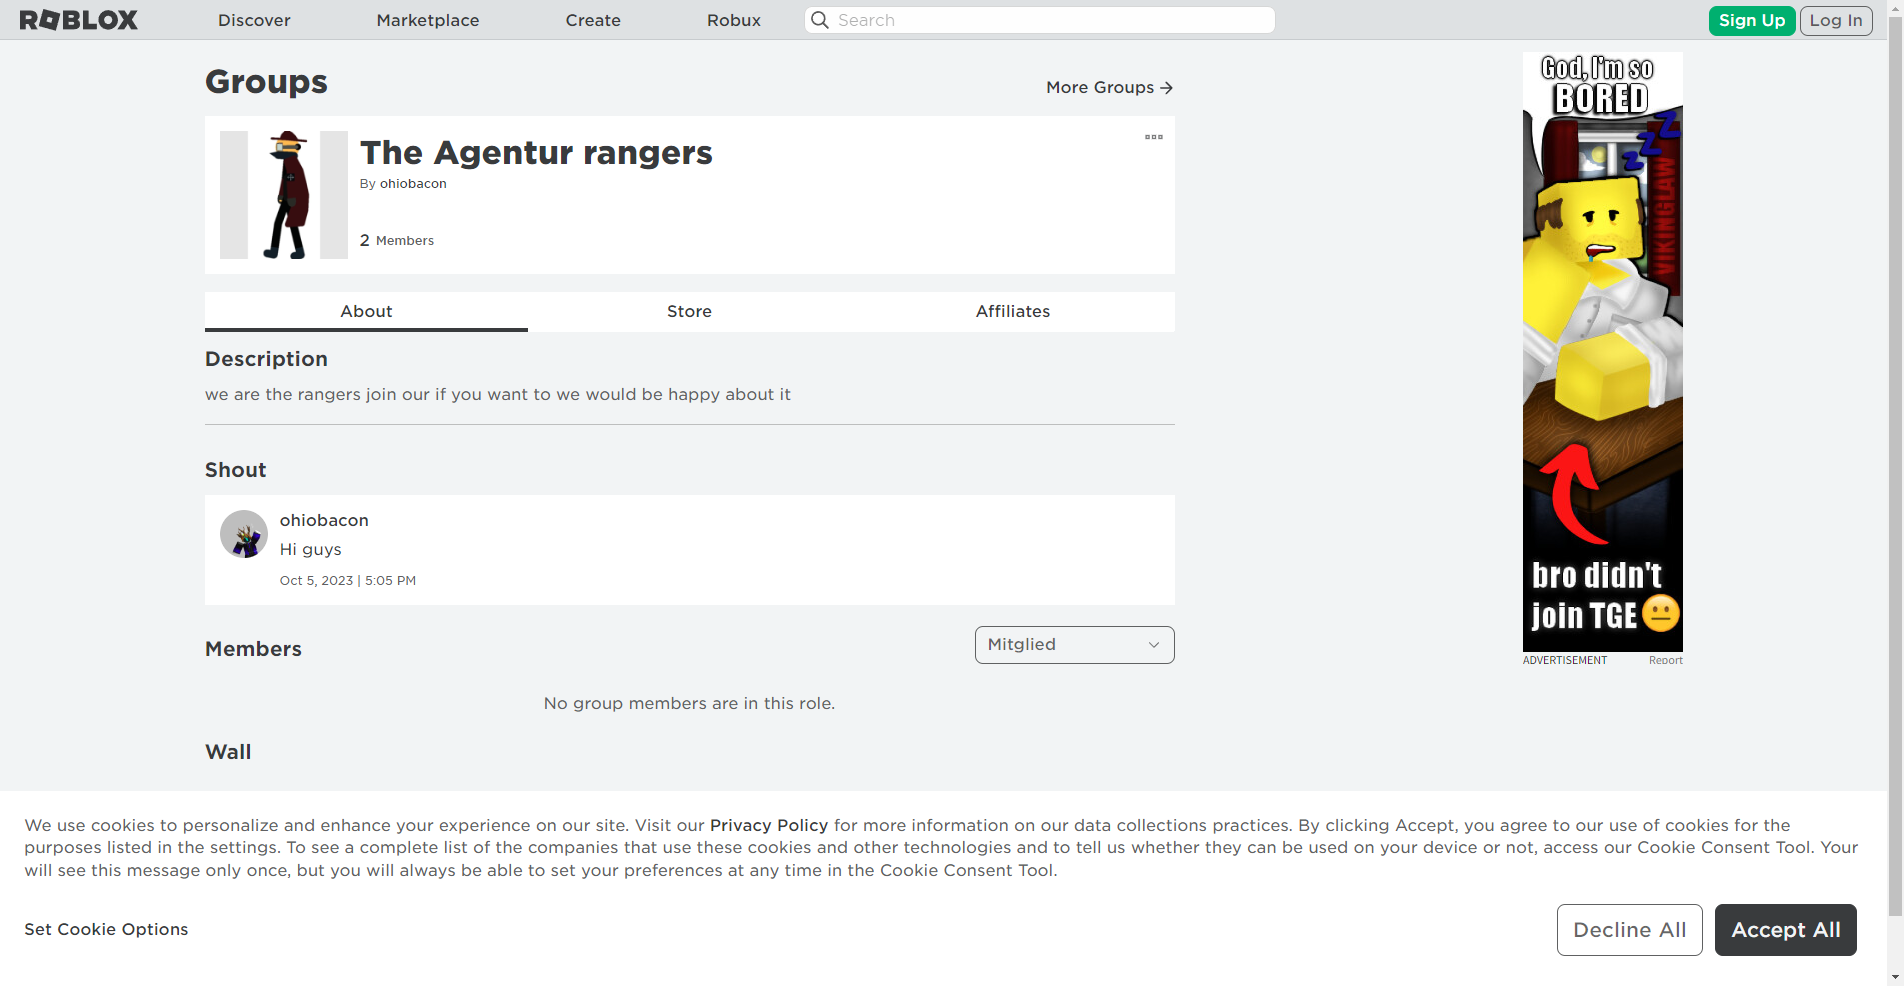 ROBLOX
Discover
Marketplace
Create
Robux
Search
Sign Up
Log In
Groups
More Groups
The Agentur rangers
By ohiobacon
2 Members
About
Store
Affiliates
Description
we are the rangers join our if you want to we would be happy about it
Shout
ohiobacon
Hi guys
Oct 5, 2023 | 5:05 PM
Members
Mitglied
No group members are in this role.
Wall
God, I'm so
BORED
zzZ
VIKINGLAW
bro didn't
join TGE
ADVERTISEMENT
Report
We use cookies to personalize and enhance your experience on our site. Visit our Privacy Policy for more information on our data collections practices. By clicking Accept, you agree to our use of cookies for the
purposes listed in the settings. To see a complete list of the companies that use these cookies and other technologies and to tell us whether they can be used on your device or not, access our Cookie Consent Tool. Your
will see this message only once, but you will always be able to set your preferences at any time in the Cookie Consent Tool.
Set Cookie Options
Decline All
Accept All